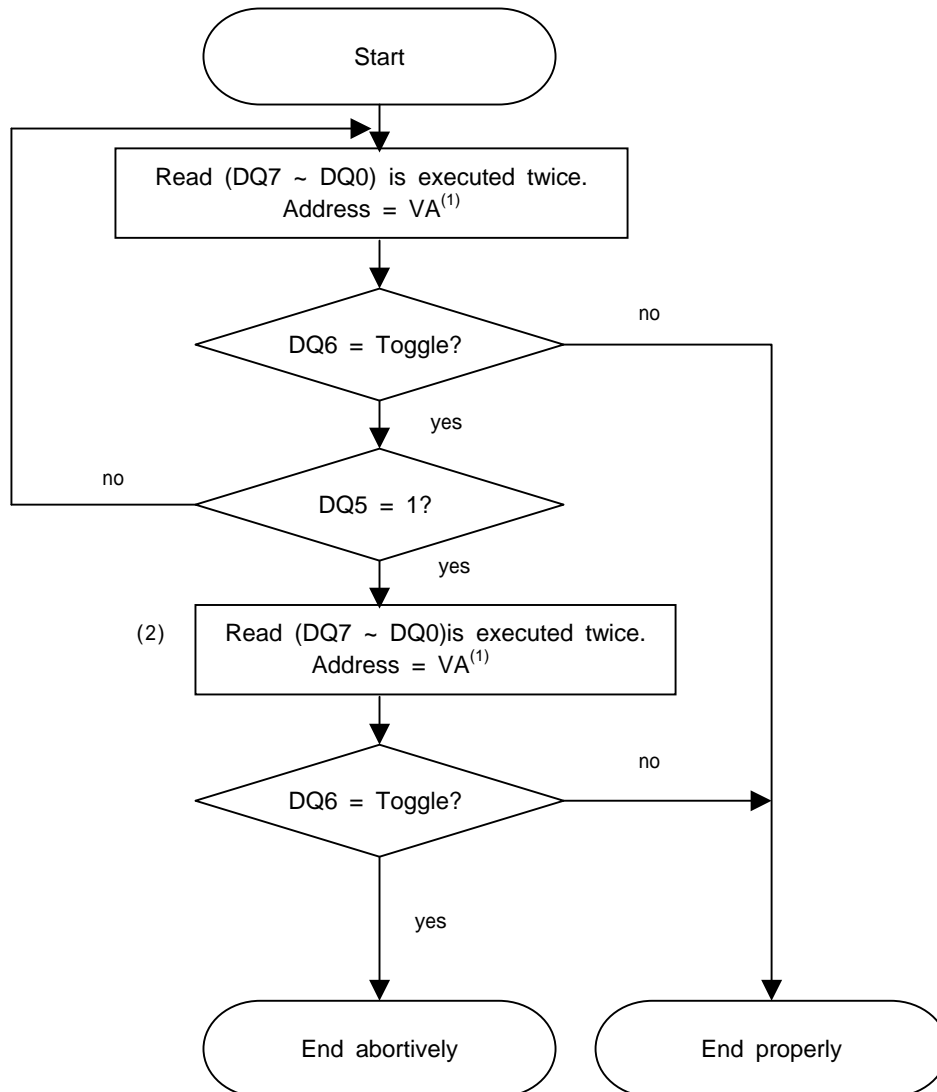 Start
Read (DQ7 ~ DQ0) is executed twice.
Address = VA(1)
DQ6 = Toggle?
no
yes
DQ5 = 1?
no
yes
(2)
Read (DQ7 ~ DQ0)is executed twice.
Address = VA(1)
DQ6 = Toggle?
no
yes
End abortively
End properly